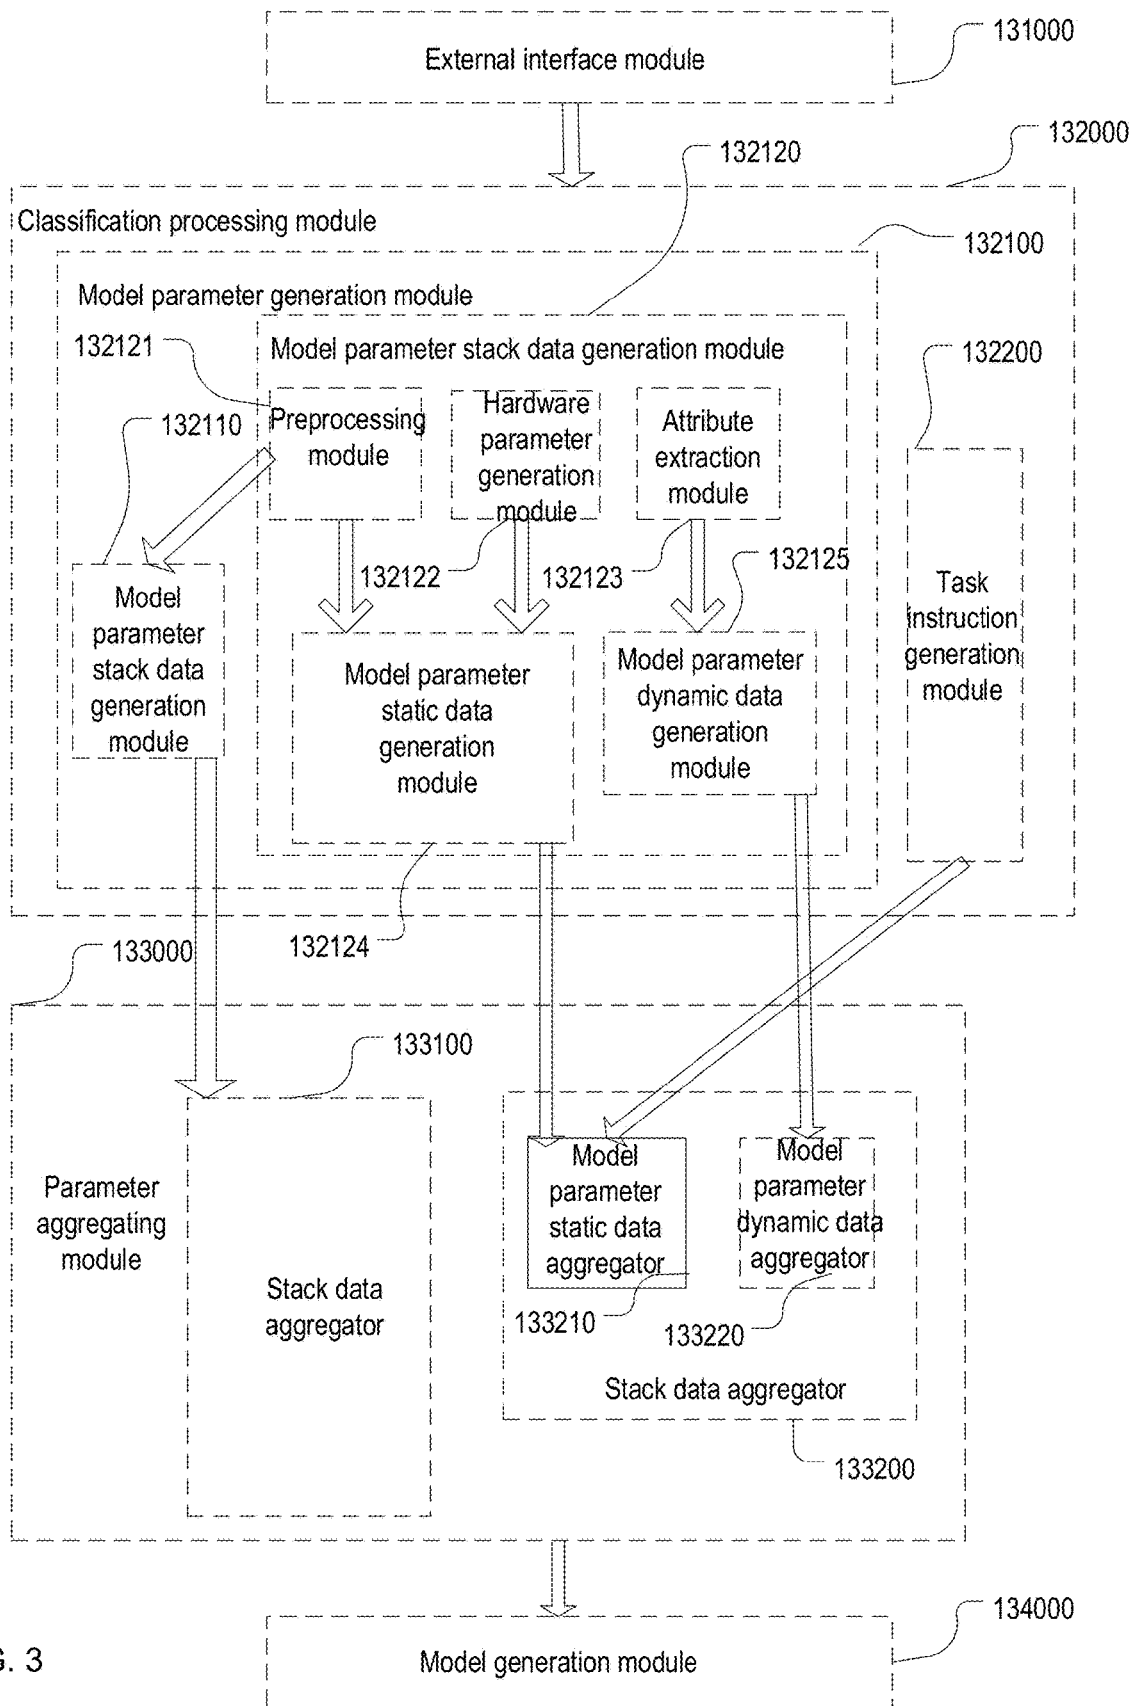 131000
External interface module
132000
132120
Classification processing module
132100
Model parameter generation module
132121
Model parameter stack data generation module
132200
132110
Preprocessing
module
Hardware
parameter
generation
module
Attribute
extraction
module
132122
132123
132125
Model
parameter
stack data
generation
module
Model parameter
static data
generation
module
Model parameter
dynamic data
generation
module
Task
instruction
generation
module
133000
132124
133100
Parameter
aggregating
module
Stack data
aggregator
Model
parameter
static data
aggregator
Model
parameter
dynamic data
aggregator
133210
133220
Stack data aggregator
133200
134000
Model generation module
G. 3